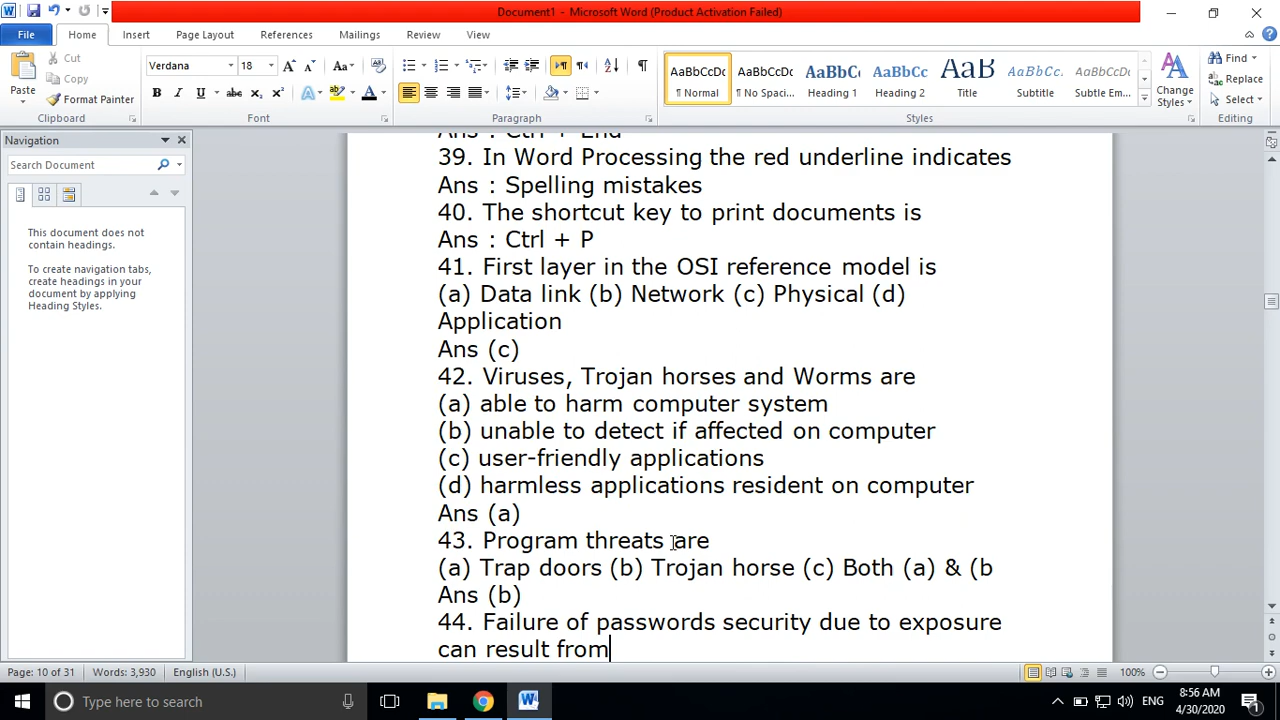 Document1 - Microsoft Word (Product Activation Failed)
File Home Insert Page Layout References Mailings Review View
Paste
Cut
Copy
Format Painter
Clipboard
Verdana 18
Font
Paragraph
AaBbCcDc AaBbCcDc AaBbCc AaBbCc AaB AaBbCc. AaBbCcDc
¶ Normal ¶ No Spaci... Heading 1 Heading 2 Title Subtitle Subtle Em...
Change
Styles
Styles
Find
Replace
Select
Editing
Navigation
Search Document
This document does not
contain headings.
To create navigation tabs,
create headings in your
document by applying
Heading Styles.
Ans : Ctrl + End
39. In Word Processing the red underline indicates
Ans : Spelling mistakes
40. The shortcut key to print documents is
Ans : Ctrl + P
41. First layer in the OSI reference model is
(a) Data link (b) Network (c) Physical (d)
Application
Ans (c)
42. Viruses, Trojan horses and Worms are
(a) able to harm computer system
(b) unable to detect if affected on computer
(c) user-friendly applications
(d) harmless applications resident on computer
Ans (a)
43. Program threats are
(a) Trap doors (b) Trojan horse (c) Both (a) & (b
Ans (b)
44. Failure of passwords security due to exposure
can result from
Page: 10 of 31 Words: 3,930 English (U.S.) 100%
Type here to search
ENG
8:56 AM
4/30/2020